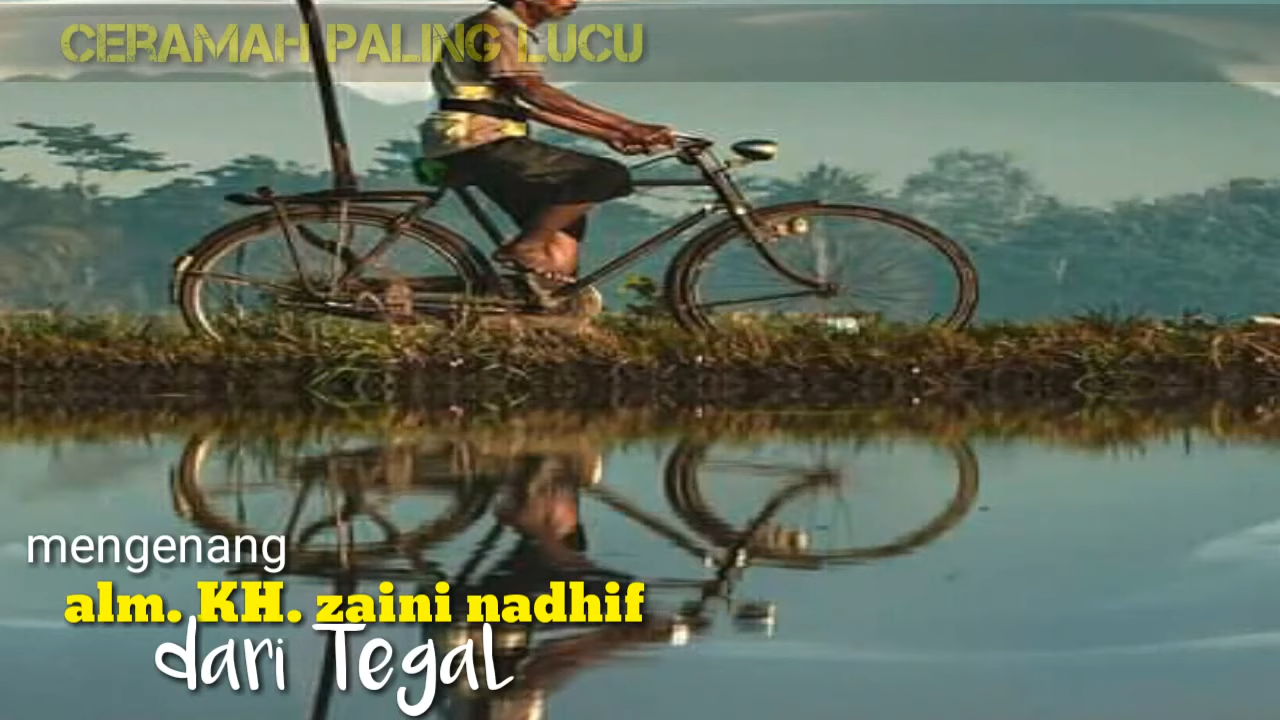 CERAMAH PALING LUCU
mengenang
alm. KH. zaini nadhif
dari Tegal